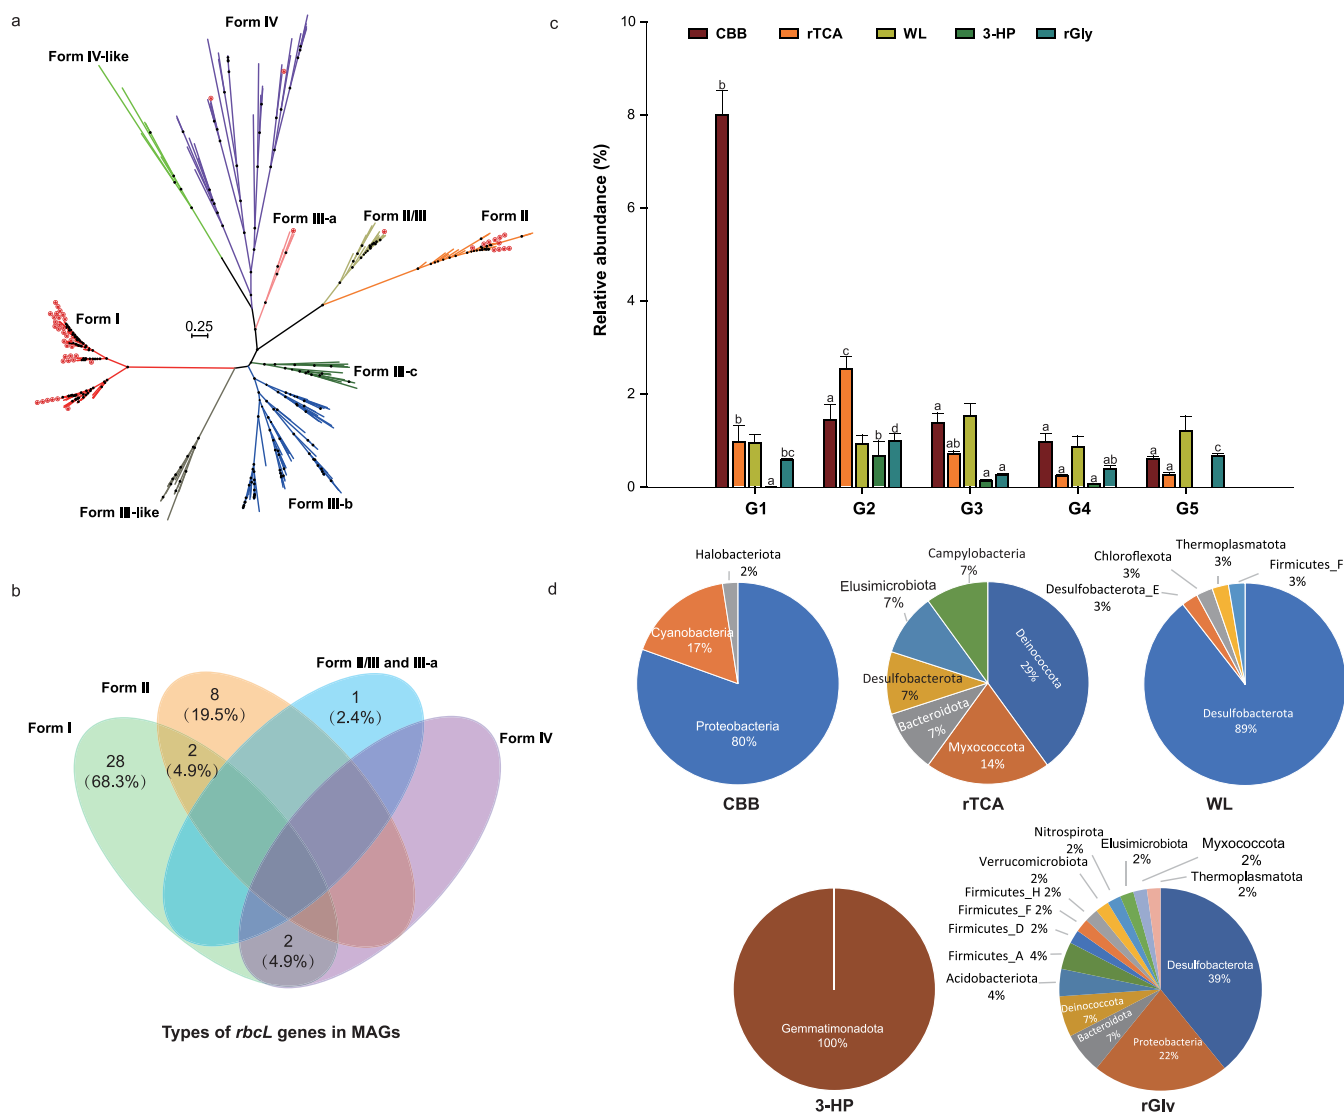 a
Form IV
Form IV-like
Form III-a
Form II/III
Form II
Form I
0.25
Form III-c
Form III-b
Form III-like
b
Form II
Form I
Form II/III and III-a
Form IV
8
(19.5%)
1
(2.4%)
2
(4.9%)
28
(68.3%)
2
(4.9%)
Types of rbcL genes in MAGs
c
CBB rTCA WL 3-HP rGly
Relative abundance (%)
10
8
6
4
2
0
b
b
a
bc
a
c
b
d
a
ab
a
a
a
a
a
ab
a
a
c
G1 G2 G3 G4 G5
d
Halobacteriota
2%
Cyanobacteria
17%
Proteobacteria
80%
CBB
Campylobacteria
7%
Elusimicrobiota
7%
Desulfobacterota
7%
Bacteroidota
7%
Myxococcota
14%
Deinococcota
29%
rTCA
Thermoplasmatota
3%
Chloroflexota
3%
Desulfobacterota_E
3%
Firmicutes_F
3%
Desulfobacterota
89%
WL
Gemmatimonadota
100%
3-HP
Nitrospirota
2%
Elusimicrobiota
2%
Myxococcota
2%
Thermoplasmatota
2%
Verrucomicrobiota
2%
Firmicutes_H 2%
Firmicutes_F 2%
Firmicutes_D 2%
Firmicutes_A 4%
Acidobacteriota
4%
Deinococcota
7%
Bacteroidota
7%
Proteobacteria
22%
Desulfobacterota
39%
rGly